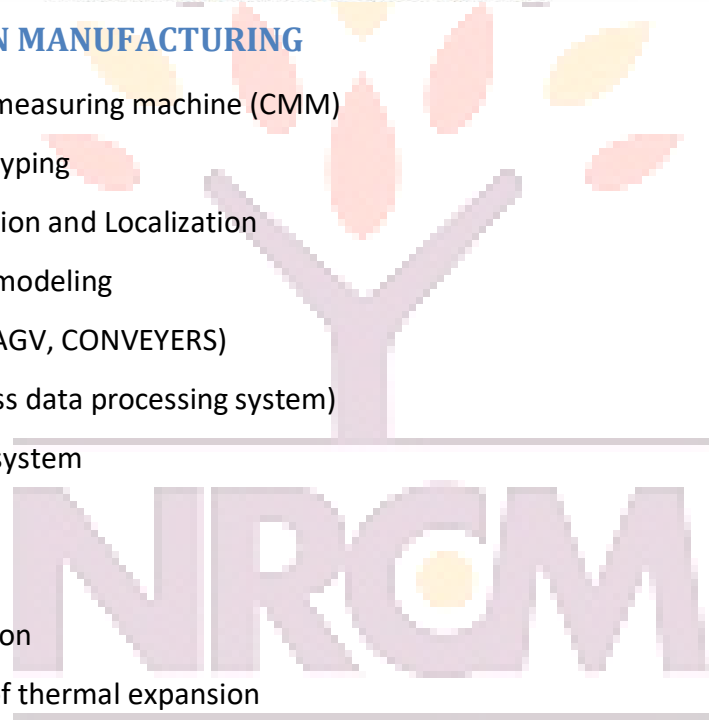 N MANUFACTURING
measuring machine (CMM)
yping
ion and Localization
modeling
AGV, CONVEYERS)
ss data processing system)
system
NRCM
on
f thermal expansion